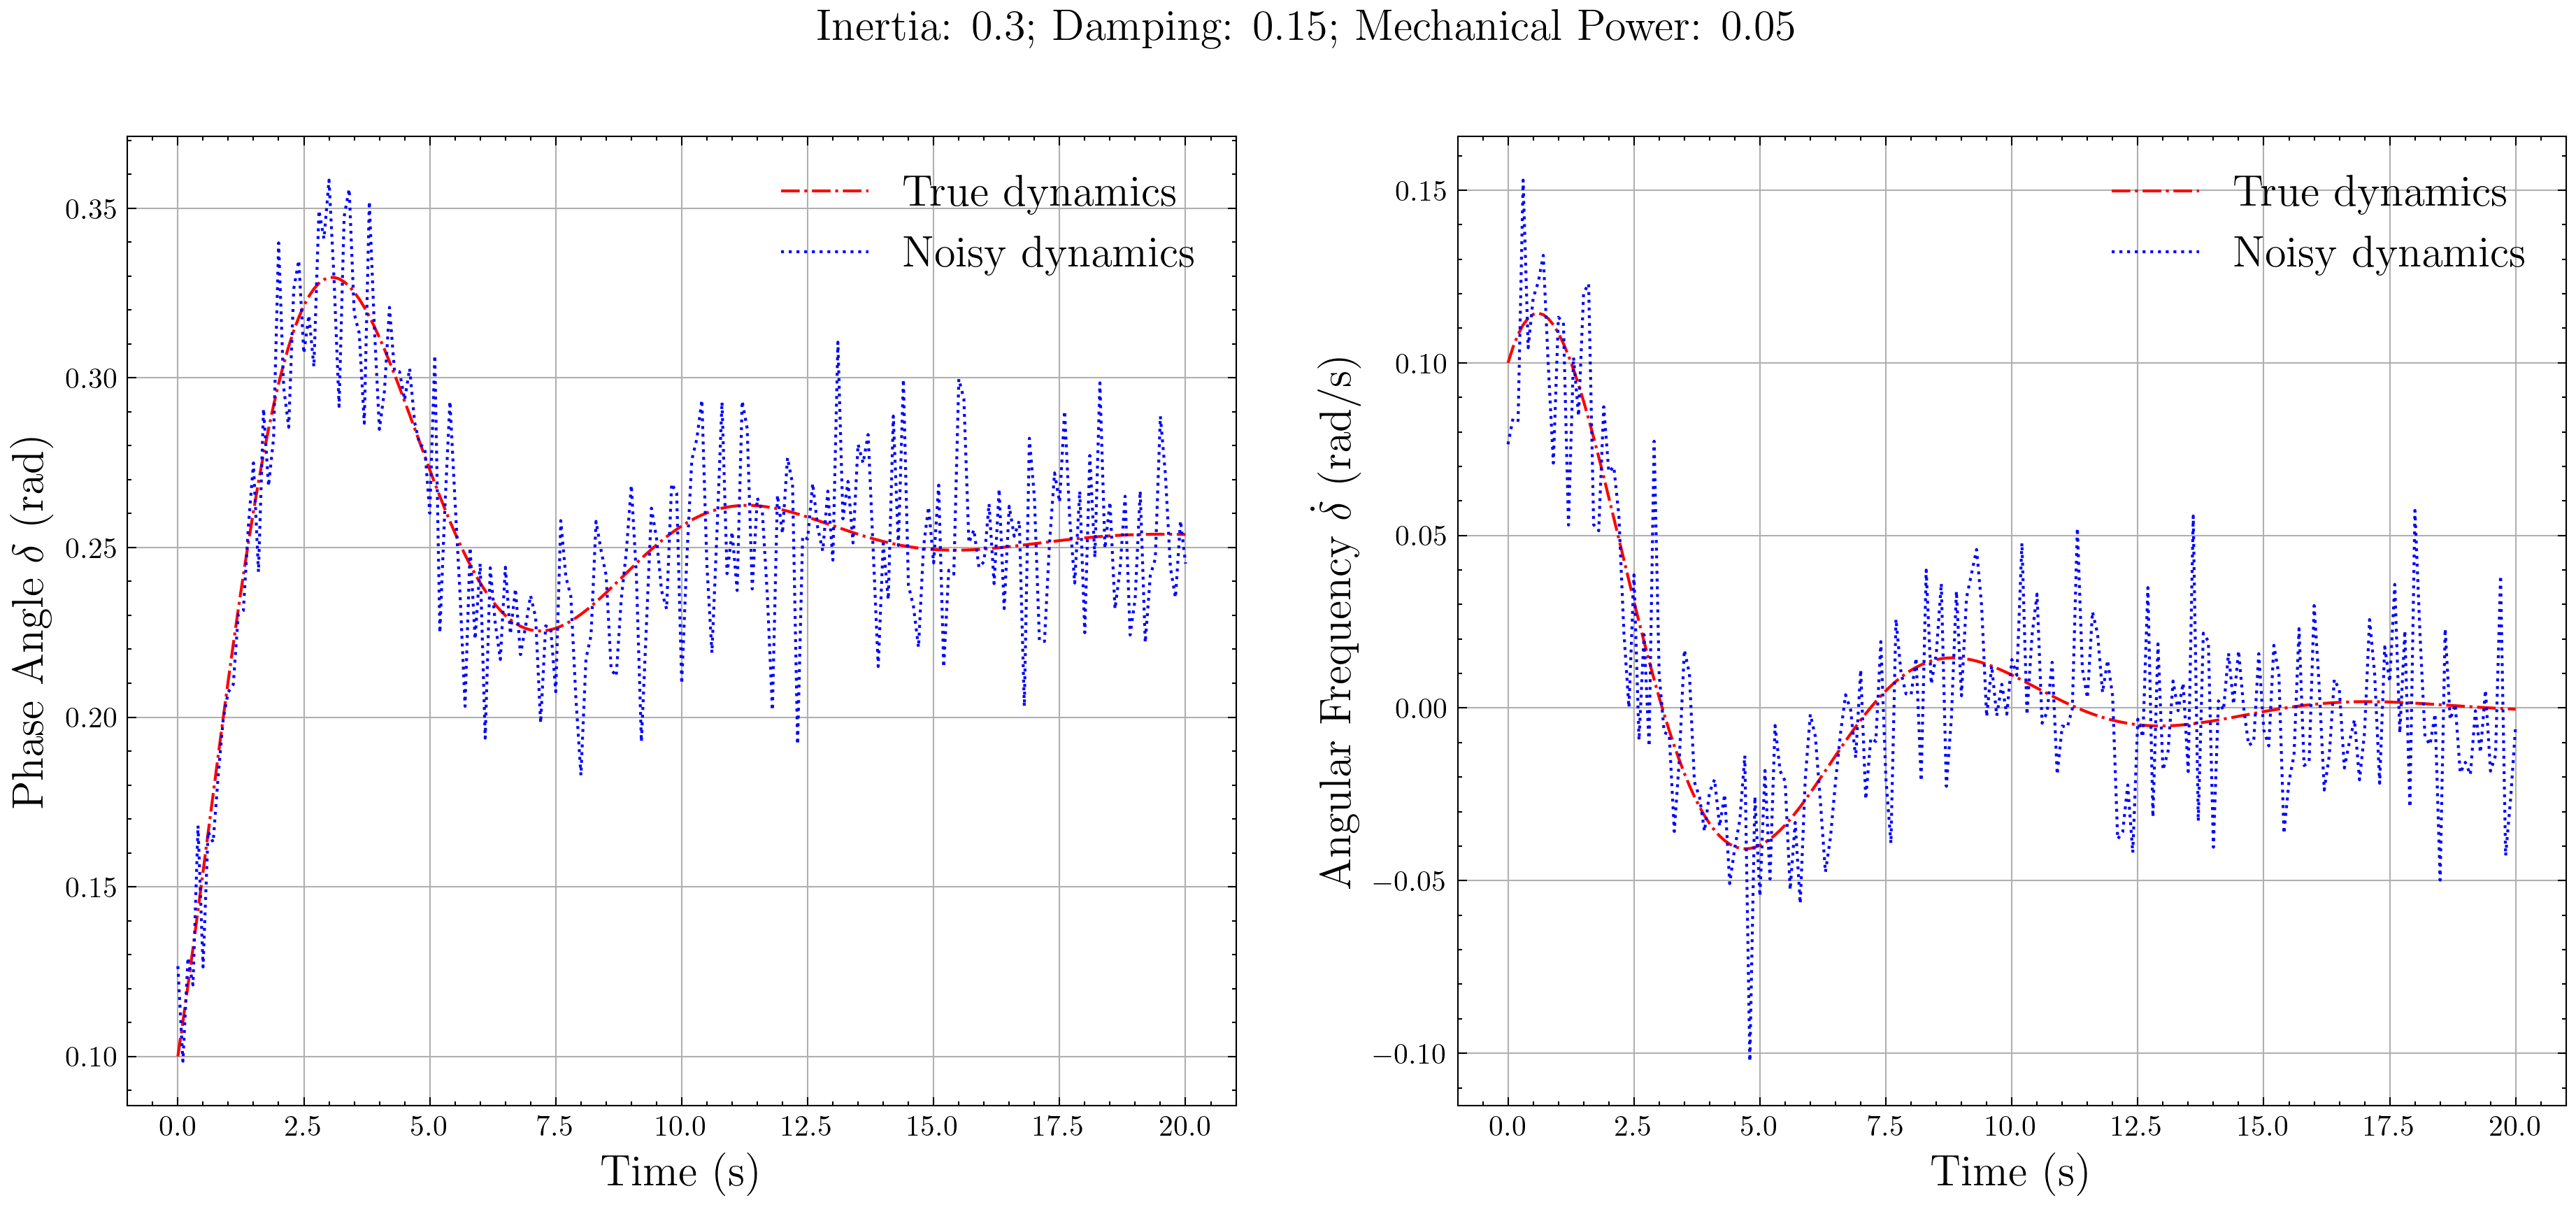 Inertia: 0.3; Damping: 0.15; Mechanical Power: 0.05
Phase Angle δ (rad)
0.35
0.30
0.25
0.20
0.15
0.10
True dynamics
Noisy dynamics
0.0 2.5 5.0 7.5 10.0 12.5 15.0 17.5 20.0
Time (s)
Angular Frequency δ̇ (rad/s)
0.15
0.10
0.05
0.00
−0.05
−0.10
True dynamics
Noisy dynamics
0.0 2.5 5.0 7.5 10.0 12.5 15.0 17.5 20.0
Time (s)